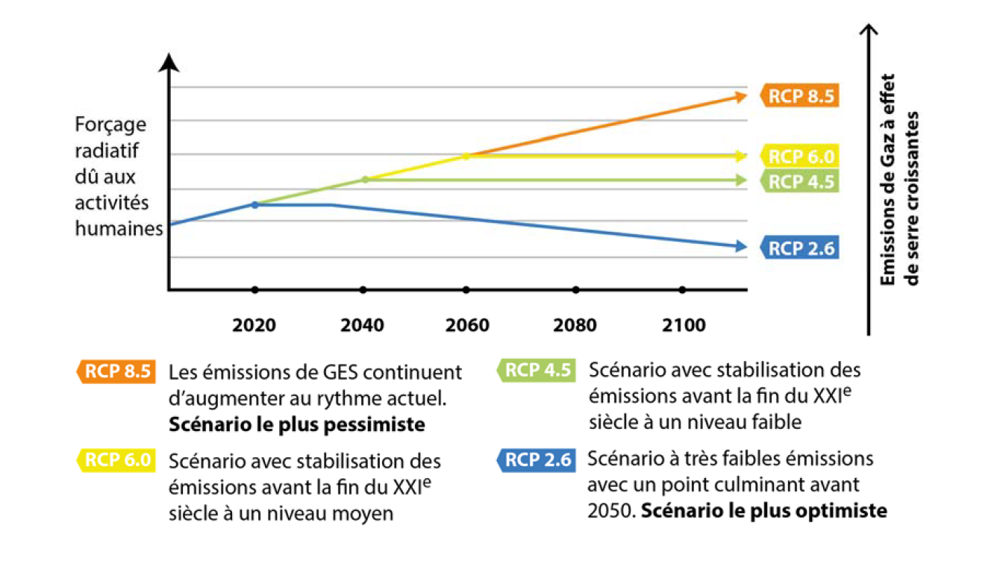 Forçage
radiatif
dû aux
activités
humaines
RCP 8.5
RCP 6.0
RCP 4.5
RCP 2.6
Emissions de Gaz à effet
de serre croissantes
2020 2040 2060 2080 2100
RCP 8.5 Les émissions de GES continuent
d’augmenter au rythme actuel.
Scénario le plus pessimiste
RCP 6.0 Scénario avec stabilisation des
émissions avant la fin du XXIe
siècle à un niveau moyen
RCP 4.5 Scénario avec stabilisation des
émissions avant la fin du XXIe
siècle à un niveau faible
RCP 2.6 Scénario à très faibles émissions
avec un point culminant avant
2050. Scénario le plus optimiste